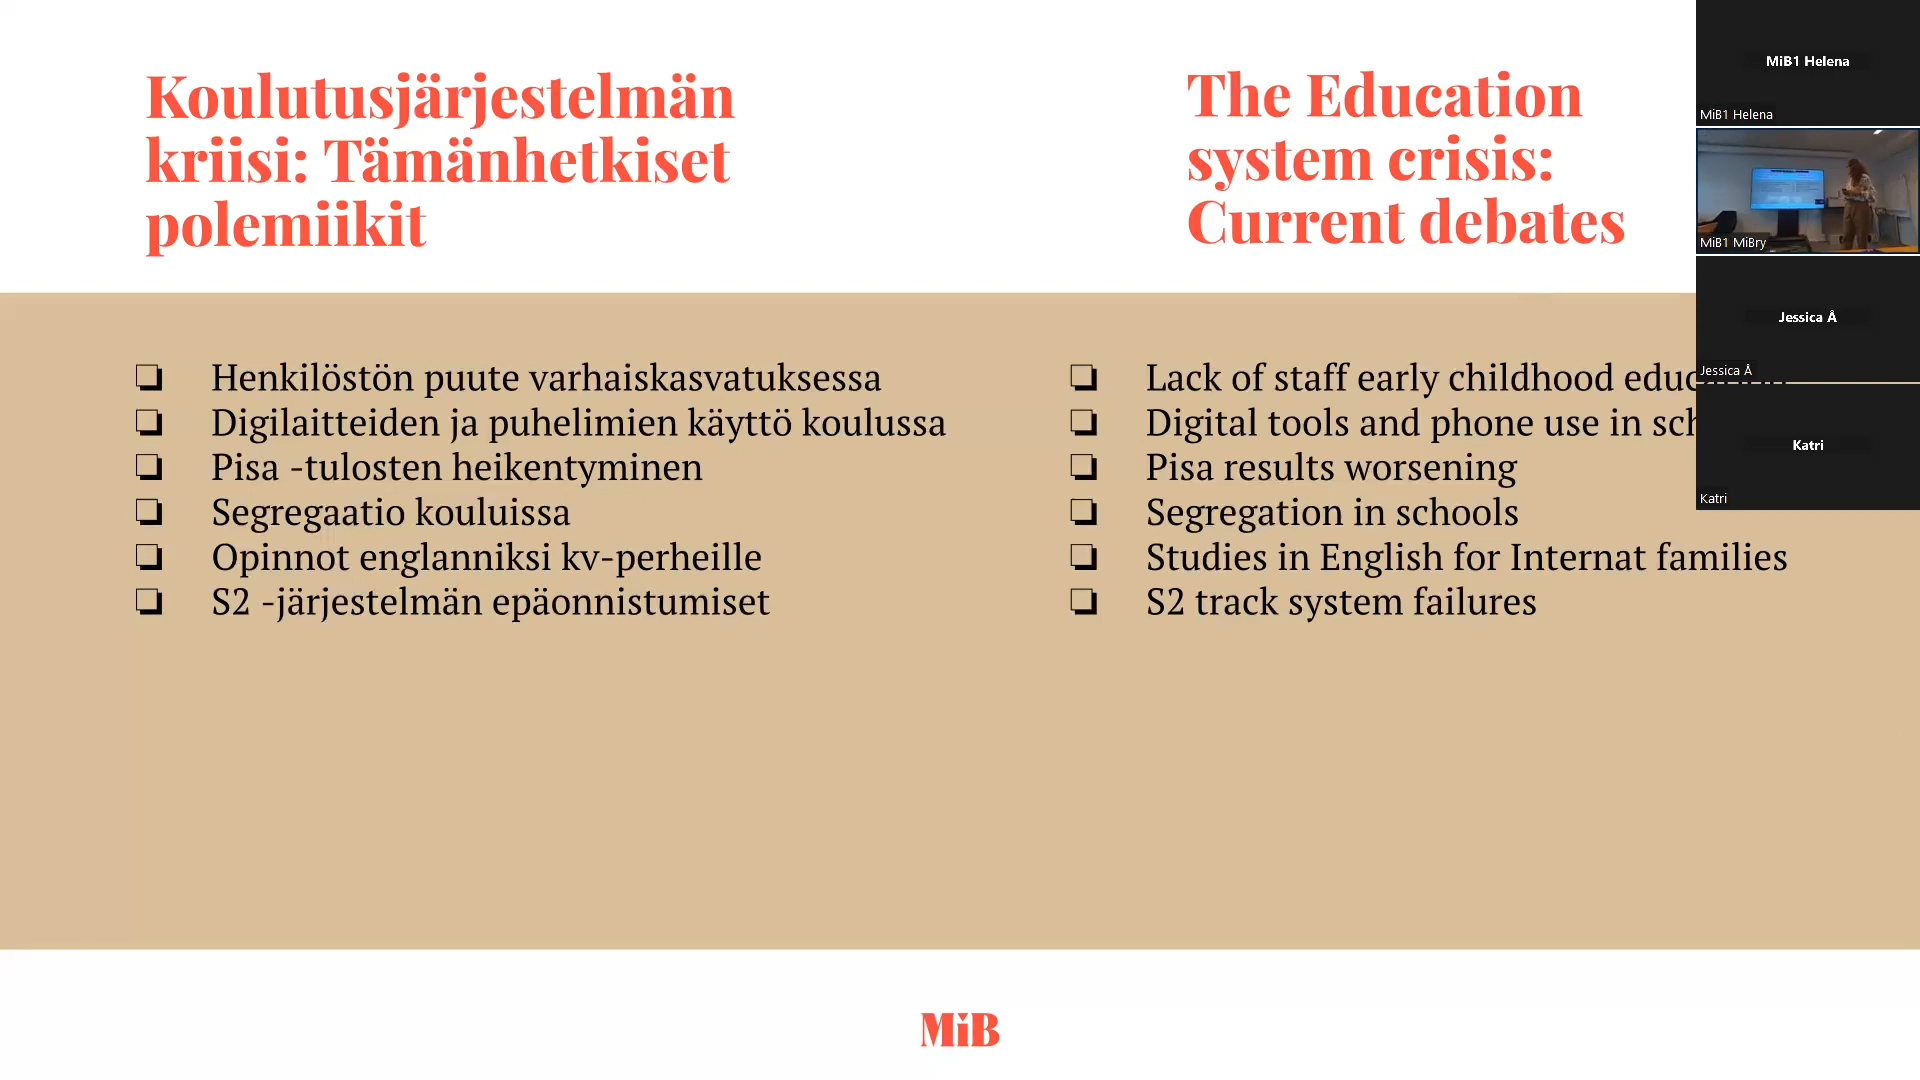 Koulutusjärjestelmän
kriisi: Tämänhetkiset
polemiikit
The Education
system crisis:
Current debates
Henkilöstön puute varhaiskasvatuksessa
Digilaitteiden ja puhelimien käyttö koulussa
Pisa -tulosten heikentyminen
Segregaatio kouluissa
Opinnot englanniksi kv-perheille
S2 -järjestelmän epäonnistumiset
Lack of staff early childhood
Digital tools and phone use in
Pisa results worsening
Segregation in schools
Studies in English for Internat families
S2 track system failures
MiB
MiB1 Helena
MiB1 Helena
MiB1 MiBry
Jessica Å
Jessica Å
Katri
Katri